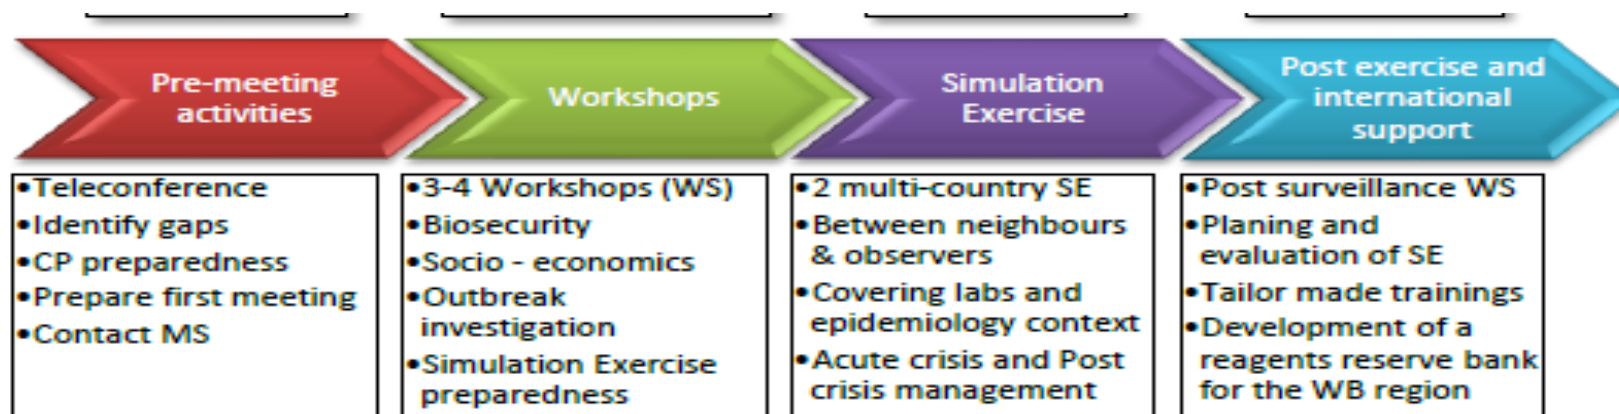 Pre-meeting
activities
Workshops
Simulation
Exercise
Post exercise and
international
support
•Teleconference
•Identify gaps
•CP preparedness
•Prepare first meeting
•Contact MS
•3-4 Workshops (WS)
•Biosecurity
•Socio - economics
•Outbreak
investigation
•Simulation Exercise
preparedness
•2 multi-country SE
•Between neighbours
& observers
•Covering labs and
epidemiology context
•Acute crisis and Post
crisis management
•Post surveillance WS
•Planing and
evaluation of SE
•Tailor made trainings
•Development of a
reagents reserve bank
for the WB region